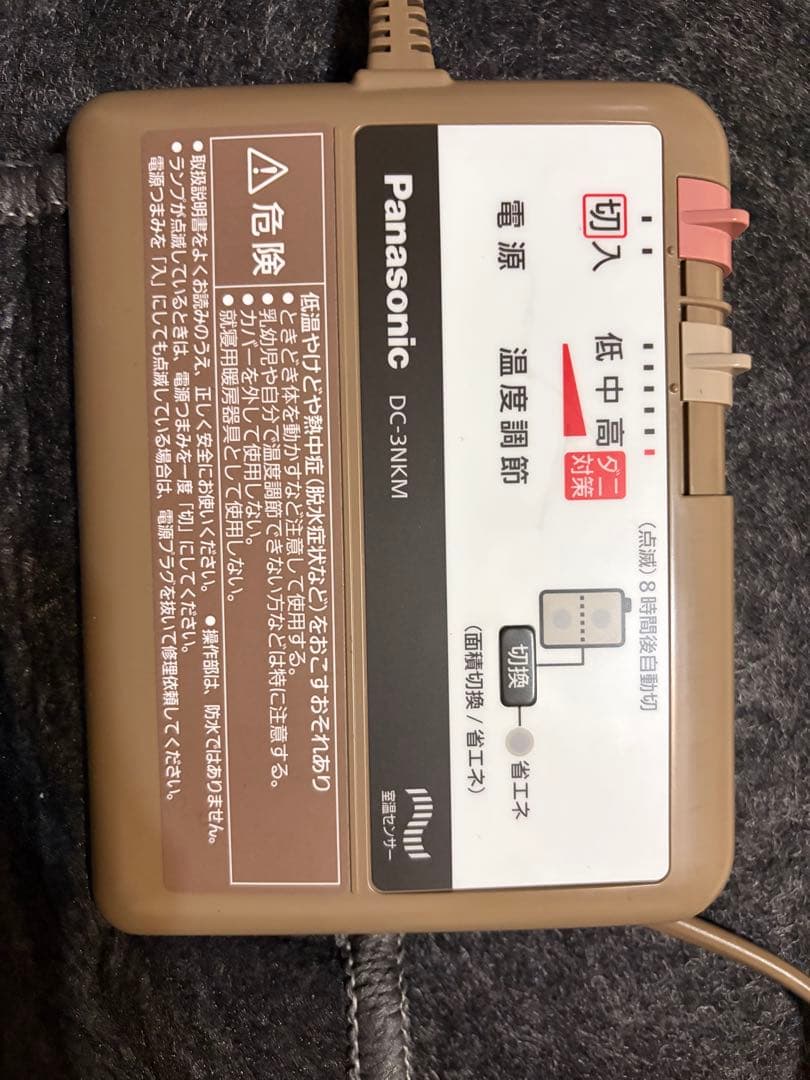 切 入
電源
低 中 高
ダニ
対策
温度調節
(点滅) 8時間後自動切
切換
省エネ
(面積切換 / 省エネ)
Panasonic DC-3NKM
室温センサー
危険
低温やけどや熱中症(脱水症状など)をおこすおそれあり
●ときどき体を動かすなど注意して使用する。
●乳幼児や自分で温度調節できない方などは特に注意する。
●カバーを外して使用しない。
●就寝用暖房器具として使用しない。
●取扱説明書をよくお読みのうえ、正しく安全にお使いください。 ●操作部は、防水ではありません。
●ランプが点滅しているときは、電源つまみを一度「切」にしてください。
電源つまみを「入」にしても点滅している場合は、電源プラグを抜いて修理依頼してください。